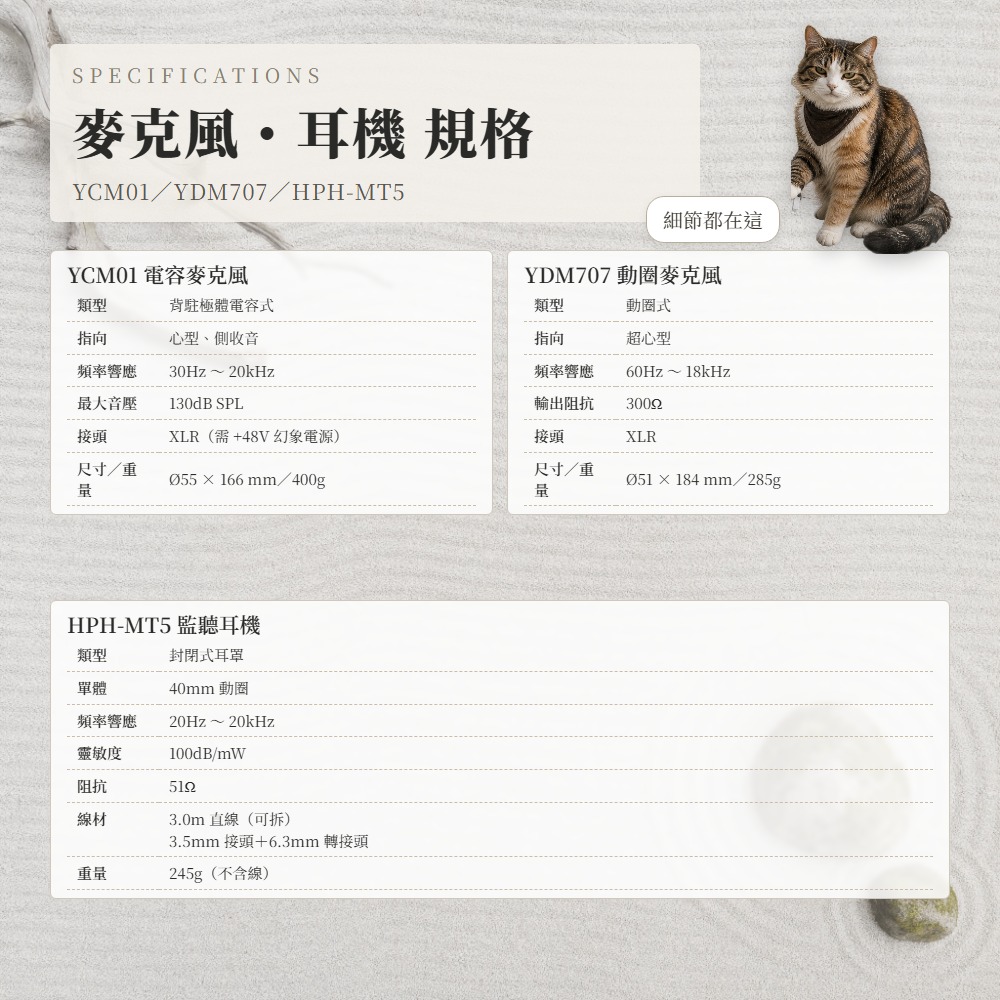 SPECIFICATIONS
麥克風・耳機 規格
YCM01／YDM707／HPH-MT5
細節都在這
YCM01 電容麥克風
類型 背駐極體電容式
指向 心型、側收音
頻率響應 30Hz ～ 20kHz
最大音壓 130dB SPL
接頭 XLR（需 +48V 幻象電源）
尺寸／重量 Ø55 × 166 mm／400g
YDM707 動圈麥克風
類型 動圈式
指向 超心型
頻率響應 60Hz ～ 18kHz
輸出阻抗 300Ω
接頭 XLR
尺寸／重量 Ø51 × 184 mm／285g
HPH-MT5 監聽耳機
類型 封閉式耳罩
單體 40mm 動圈
頻率響應 20Hz ～ 20kHz
靈敏度 100dB/mW
阻抗 51Ω
線材 3.0m 直線（可拆）
3.5mm 接頭＋6.3mm 轉接頭
重量 245g（不含線）